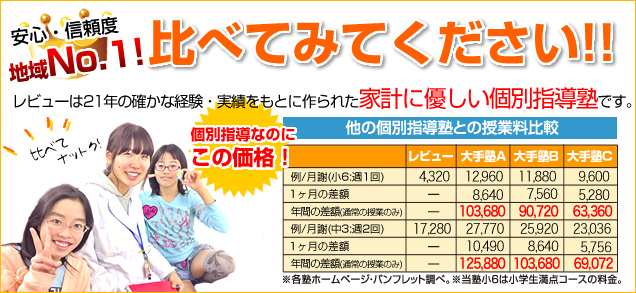 安心・信頼度
地域No.1!
比べてみてください!!
レビューは21年の確かな経験・実績をもとに作られた家計に優しい個別指導塾です。
比べて
ナットク!
個別指導なのに
この価格!
他の個別指導塾との授業料比較
レビュー 大手塾A 大手塾B 大手塾C
例/月謝(小6:週1回) 4,320 12,960 11,880 9,600
1ヶ月の差額 — 8,640 7,560 5,280
年間の差額(通常の授業のみ) — 103,680 90,720 63,360
例/月謝(中3:週2回) 17,280 27,770 25,920 23,036
1ヶ月の差額 — 10,490 8,640 5,756
年間の差額(通常の授業のみ) — 125,880 103,680 69,072
※各塾ホームページ・パンフレット調べ。※当塾小6は小学生満点コースの料金。